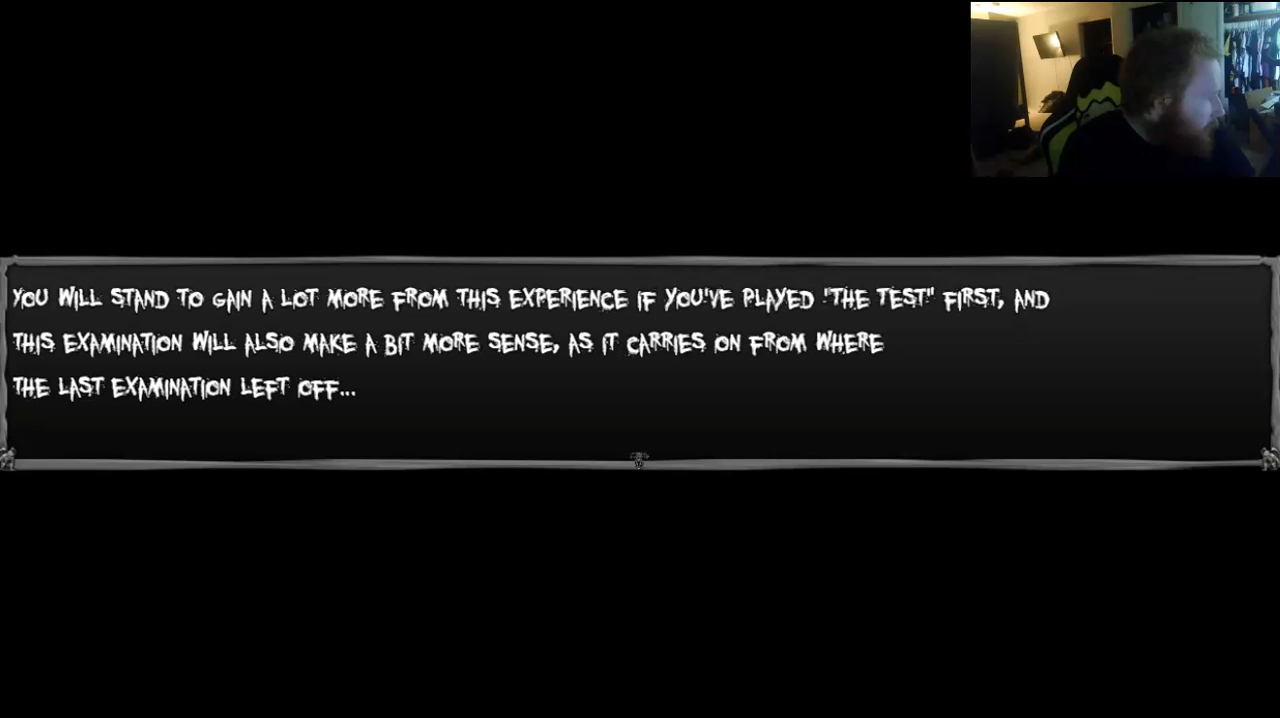 YOU WILL STAND TO GAIN A LOT MORE FROM THIS EXPERIENCE IF YOU'VE PLAYED "THE TEST" FIRST, AND
THIS EXAMINATION WILL ALSO MAKE A BIT MORE SENSE, AS IT CARRIES ON FROM WHERE
THE LAST EXAMINATION LEFT OFF...